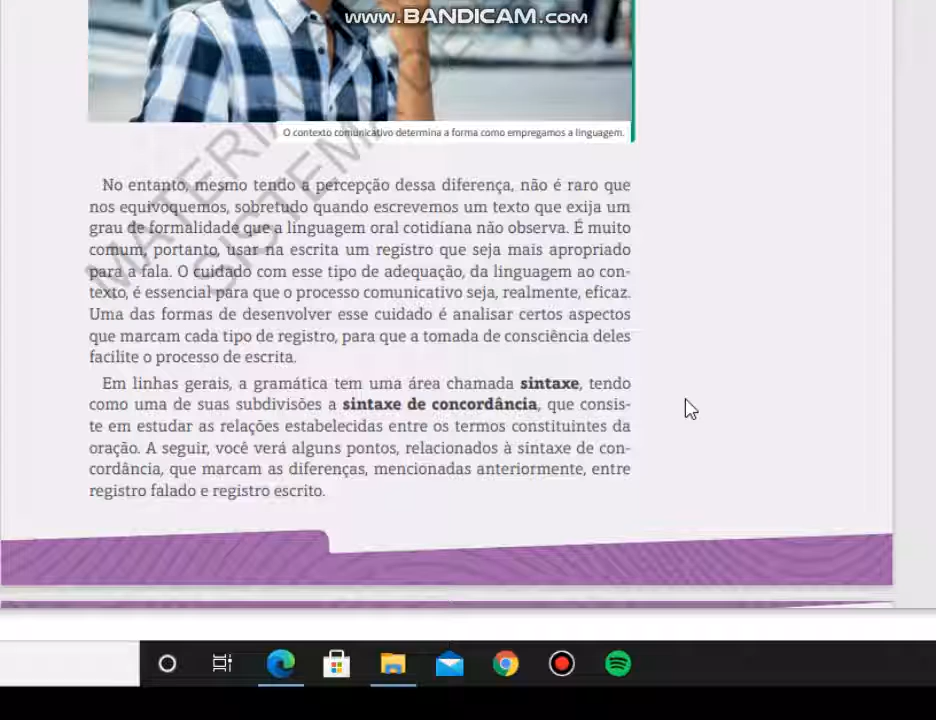 www.BANDICAM.com
O contexto comunicativo determina a forma como empregamos a linguagem.
No entanto, mesmo tendo a percepção dessa diferença, não é raro que
nos equivoquemos, sobretudo quando escrevemos um texto que exija um
grau de formalidade que a linguagem oral cotidiana não observa. É muito
comum, portanto, usar na escrita um registro que seja mais apropriado
para a fala. O cuidado com esse tipo de adequação, da linguagem ao con-
texto, é essencial para que o processo comunicativo seja, realmente, eficaz.
Uma das formas de desenvolver esse cuidado é analisar certos aspectos
que marcam cada tipo de registro, para que a tomada de consciência deles
facilite o processo de escrita.
Em linhas gerais, a gramática tem uma área chamada sintaxe, tendo
como uma de suas subdivisões a sintaxe de concordância, que consis-
te em estudar as relações estabelecidas entre os termos constituintes da
oração. A seguir, você verá alguns pontos, relacionados à sintaxe de con-
cordância, que marcam as diferenças, mencionadas anteriormente, entre
registro falado e registro escrito.
MATERIA
SISTEMA DE